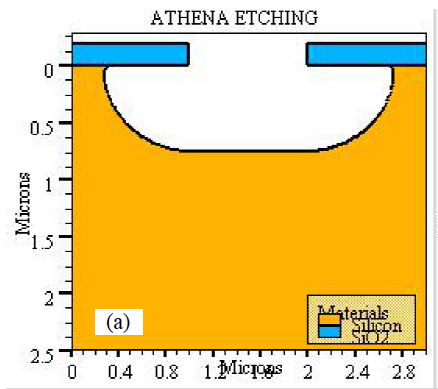 ATHENA ETCHING
0
0.5
1
1.5
2
2.5
Microns
(a)
Materials
Silicon
SiO2
0 0.4 0.8 1.2 1.6 2 2.4 2.8
Microns